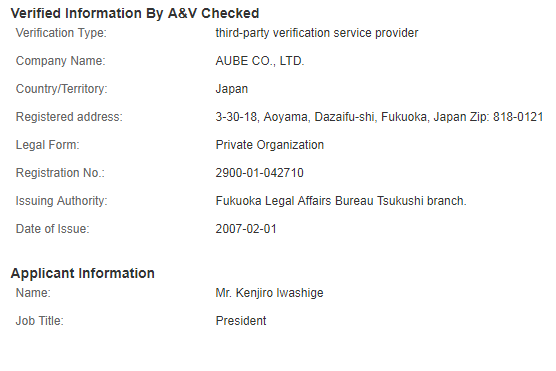 Verified Information By A&V Checked
Verification Type: third-party verification service provider
Company Name: AUBE CO., LTD.
Country/Territory: Japan
Registered address: 3-30-18, Aoyama, Dazaifu-shi, Fukuoka, Japan Zip: 818-0121
Legal Form: Private Organization
Registration No.: 2900-01-042710
Issuing Authority: Fukuoka Legal Affairs Bureau Tsukushi branch.
Date of Issue: 2007-02-01
Applicant Information
Name: Mr. Kenjiro Iwashige
Job Title: President